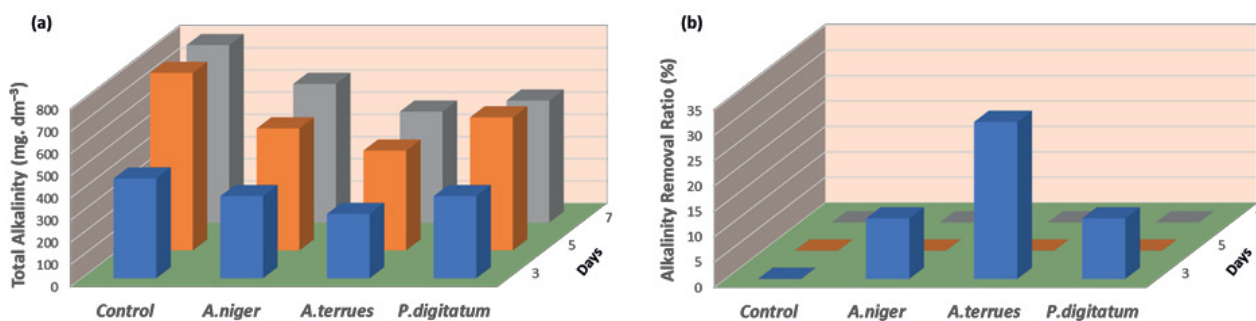 (a)
Total Alkalinity (mg. dm⁻³)
800
700
600
500
400
300
200
100
0
Control
A.niger
A.terrues
P.digitatum
3
5
7
Days
(b)
Alkalinity Removal Ratio (%)
35
30
25
20
15
10
5
0
Control
A.niger
A.terrues
P.digitatum
3
5
Days